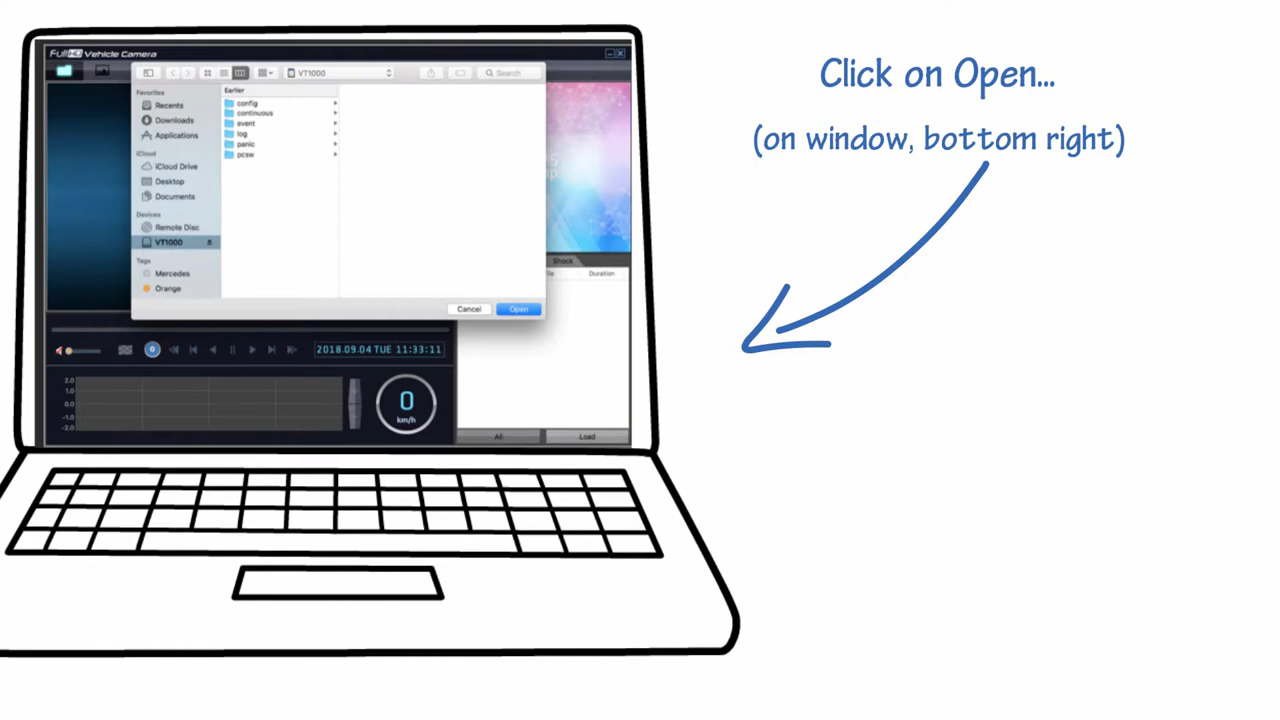 Full HD Vehicle Camera
VT1000
Search
Favorites
Recents
Downloads
Applications
iCloud
iCloud Drive
Desktop
Documents
Devices
Remote Disc
VT1000
Tags
Mercedes
Orange
Earlier
config
continuous
event
log
panic
pcsw
Cancel
Open
Shock
Duration
2018.09.04 TUE 11:33:11
2.0
1.0
0.0
-1.0
-2.0
0
km/h
All
Load
Click on Open...
(on window, bottom right)